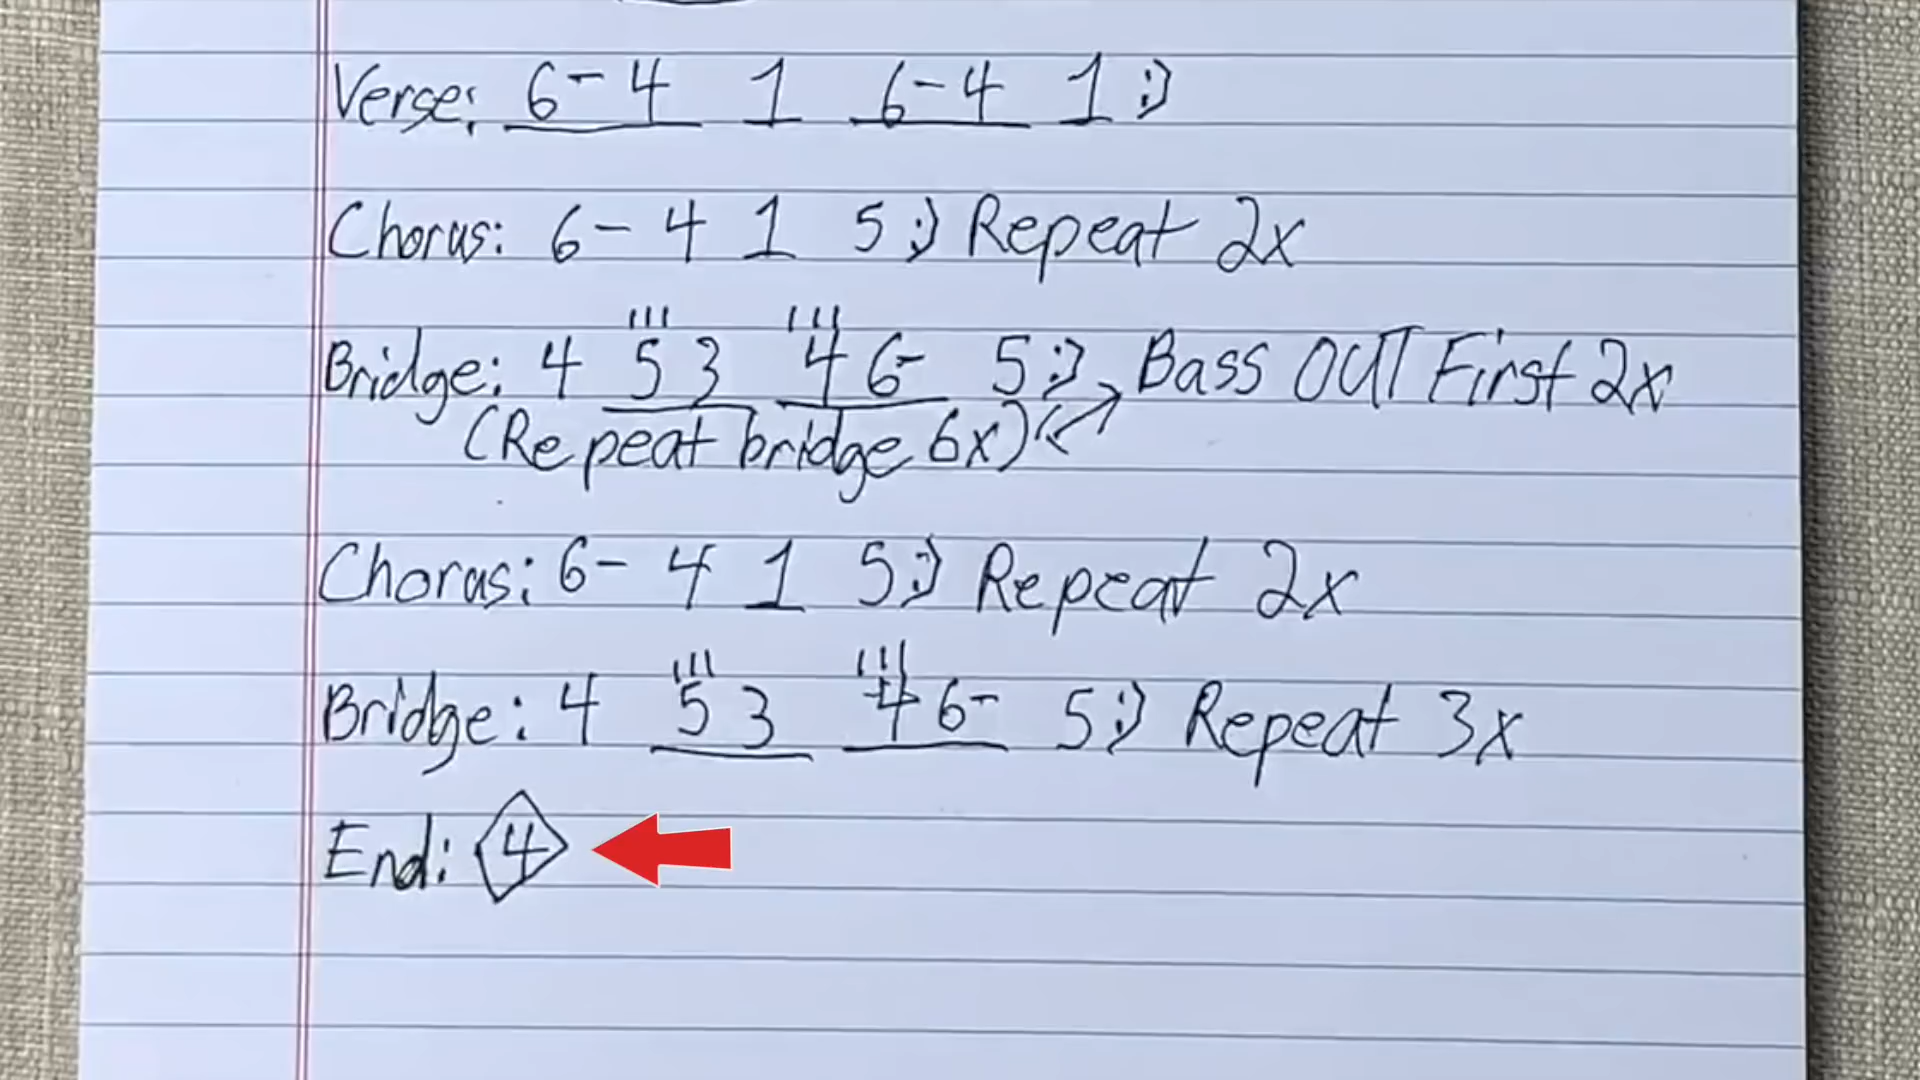 Verse: 6- 4 1 6- 4 1 :)
Chorus: 6- 4 1 5 :) Repeat 2x
Bridge: 4 5 3 4 6- 5 :) Bass OUT First 2x
(Repeat bridge 6x)
Chorus: 6- 4 1 5 :) Repeat 2x
Bridge: 4 5 3 4 6- 5 :) Repeat 3x
End: 4